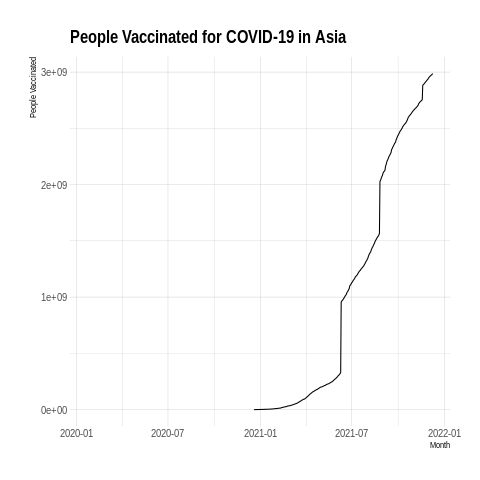 People Vaccinated for COVID-19 in Asia
People Vaccinated
3e+09
2e+09
1e+09
0e+00
2020-01 2020-07 2021-01 2021-07 2022-01
Month